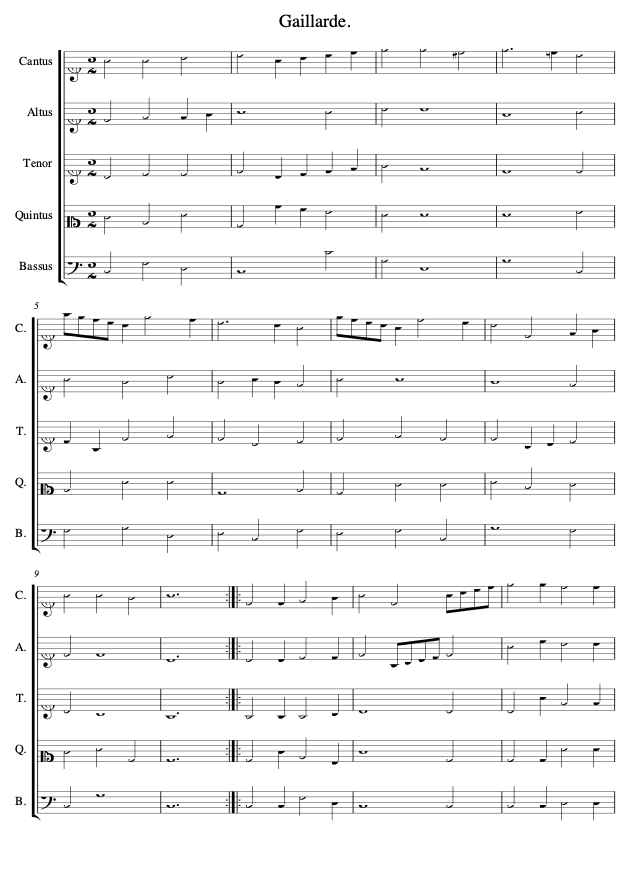 Gaillarde.
Cantus
Altus
Tenor
Quintus
Bassus
5
C.
A.
T.
Q.
B.
9
C.
A.
T.
Q.
B.